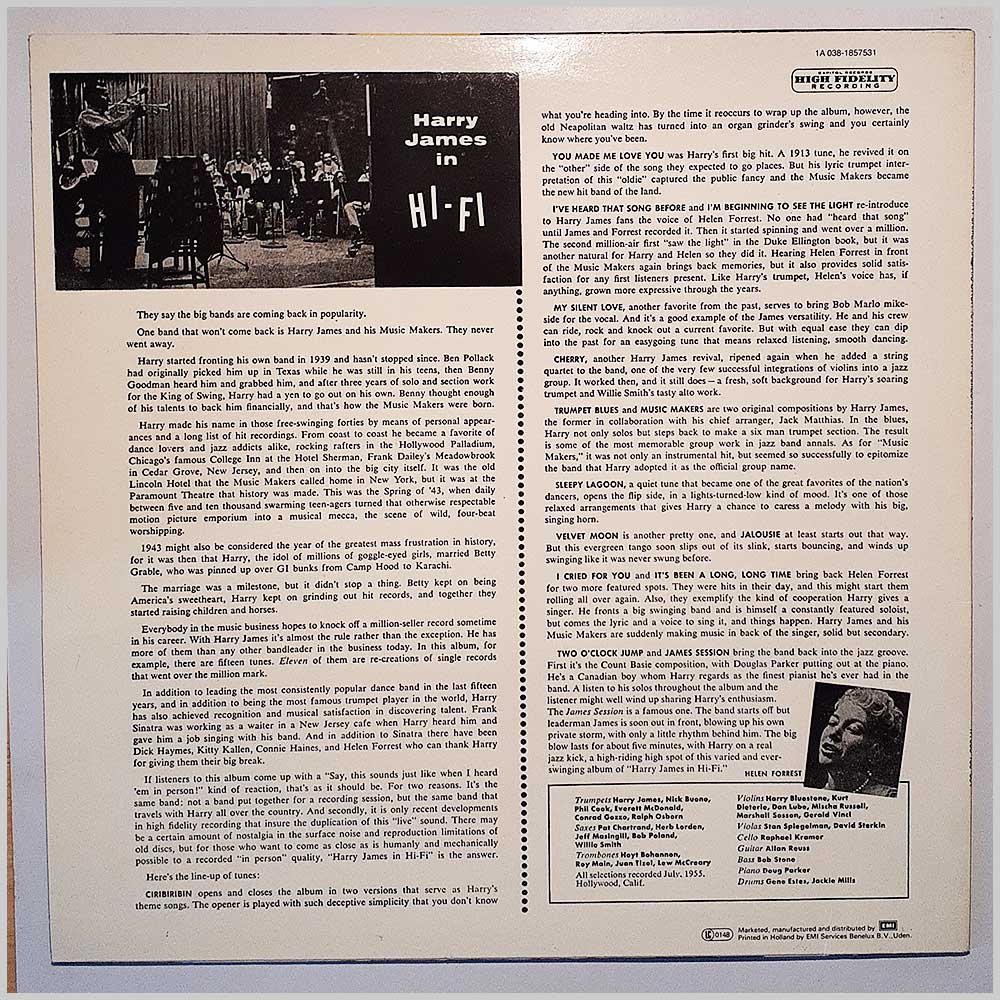 1A 038-1857531
CAPITOL RECORDS
HIGH FIDELITY
RECORDING
Harry
James
in
HI-FI
They say the big bands are coming back in popularity.
One band that won't come back is Harry James and his Music Makers. They never
went away.
Harry started fronting his own band in 1939 and hasn't stopped since. Ben Pollack
had originally picked him up in Texas while he was still in his teens, then Benny
Goodman heard him and grabbed him, and after three years of solo and section work
for the King of Swing, Harry had a yen to go out on his own. Benny thought enough
of his talents to back him financially, and that's how the Music Makers were born.
Harry made his name in those free-swinging forties by means of personal appear-
ances and a long list of hit recordings. From coast to coast he became a favorite of
dance lovers and jazz addicts alike, rocking rafters in the Hollywood Palladium,
Chicago's famous College Inn at the Hotel Sherman, Frank Dailey's Meadowbrook
in Cedar Grove, New Jersey, and then on into the big city itself. It was the old
Lincoln Hotel that the Music Makers called home in New York, but it was at the
Paramount Theatre that history was made. This was the Spring of '43, when daily
between five and ten thousand swarming teen-agers turned that otherwise respectable
motion picture emporium into a musical mecca, the scene of wild, four-beat
worshipping.
1943 might also be considered the year of the greatest mass frustration in history,
for it was then that Harry, the idol of millions of goggle-eyed girls, married Betty
Grable, who was pinned up over GI bunks from Camp Hood to Karachi.
The marriage was a milestone, but it didn't stop a thing. Betty kept on being
America's sweetheart, Harry kept on grinding out hit records, and together they
started raising children and horses.
Everybody in the music business hopes to knock off a million-seller record sometime
in his career. With Harry James it's almost the rule rather than the exception. He has
more of them than any other bandleader in the business today. In this album, for
example, there are fifteen tunes. Eleven of them are re-creations of single records
that went over the million mark.
In addition to leading the most consistently popular dance band in the last fifteen
years, and in addition to being the most famous trumpet player in the world, Harry
has also achieved recognition and musical satisfaction in discovering talent. Frank
Sinatra was working as a waiter in a New Jersey cafe when Harry heard him and
gave him a job singing with his band. And in addition to Sinatra there have been
Dick Haymes, Kitty Kallen, Connie Haines, and Helen Forrest who can thank Harry
for giving them their big break.
If listeners to this album come up with a "Say, this sounds just like when I heard
'em in person!" kind of reaction, that's as it should be. For two reasons. It's the
same band: not a band put together for a recording session, but the same band that
travels with Harry all over the country. And secondly, it is only recent developments
in high fidelity recording that insure the duplication of this "live" sound. There may
be a certain amount of nostalgia in the surface noise and reproduction limitations of
old discs, but for those who want to come as close as is humanly and mechanically
possible to a recorded "in person" quality, "Harry James in Hi-Fi" is the answer.
Here's the line-up of tunes:
CIRIBIRIBIN opens and closes the album in two versions that serve as Harry's
theme songs. The opener is played with such deceptive simplicity that you don't know
what you're heading into. By the time it reoccurs to wrap up the album, however, the
old Neapolitan waltz has turned into an organ grinder's swing and you certainly
know where you've been.
YOU MADE ME LOVE YOU was Harry's first big hit. A 1913 tune, he revived it on
the "other" side of the song they expected to go places. But his lyric trumpet inter-
pretation of this "oldie" captured the public fancy and the Music Makers became
the new hit band of the land.
I'VE HEARD THAT SONG BEFORE and I'M BEGINNING TO SEE THE LIGHT re-introduce
to Harry James fans the voice of Helen Forrest. No one had "heard that song"
until James and Forrest recorded it. Then it started spinning and went over a million.
The second million-air first "saw the light" in the Duke Ellington book, but it was
another natural for Harry and Helen so they did it. Hearing Helen Forrest in front
of the Music Makers again brings back memories, but it also provides solid satis-
faction for any first listeners present. Like Harry's trumpet, Helen's voice has, if
anything, grown more expressive through the years.
MY SILENT LOVE, another favorite from the past, serves to bring Bob Marlo mike-
side for the vocal. And it's a good example of the James versatility. He and his crew
can ride, rock and knock out a current favorite. But with equal ease they can dip
into the past for an easygoing tune that means relaxed listening, smooth dancing.
CHERRY, another Harry James revival, ripened again when he added a string
quartet to the band, one of the very few successful integrations of violins into a jazz
group. It worked then, and it still does — a fresh, soft background for Harry's soaring
trumpet and Willie Smith's tasty alto work.
TRUMPET BLUES and MUSIC MAKERS are two original compositions by Harry James,
the former in collaboration with his chief arranger, Jack Matthias. In the blues,
Harry not only solos but steps back to make a six man trumpet section. The result
is some of the most memorable group work in jazz band annals. As for "Music
Makers," it was not only an instrumental hit, but seemed so successfully to epitomize
the band that Harry adopted it as the official group name.
SLEEPY LAGOON, a quiet tune that became one of the great favorites of the nation's
dancers, opens the flip side, in a lights-turned-low kind of mood. It's one of those
relaxed arrangements that gives Harry a chance to caress a melody with his big,
singing horn.
VELVET MOON is another pretty one, and JALOUSIE at least starts out that way.
But this evergreen tango soon slips out of its slink, starts bouncing, and winds up
swinging like it was never swung before.
I CRIED FOR YOU and IT'S BEEN A LONG, LONG TIME bring back Helen Forrest
for two more featured spots. They were hits in their day, and this might start them
rolling all over again. Also, they exemplify the kind of cooperation Harry gives a
singer. He fronts a big swinging band and is himself a constantly featured soloist,
but comes the lyric and a voice to sing it, and things happen. Harry James and his
Music Makers are suddenly making music in back of the singer, solid but secondary.
TWO O'CLOCK JUMP and JAMES SESSION bring the band back into the jazz groove.
First it's the Count Basie composition, with Douglas Parker putting out at the piano.
He's a Canadian boy whom Harry regards as the finest pianist he's ever had in the
band. A listen to his solos throughout the album and the
listener might well wind up sharing Harry's enthusiasm.
The James Session is a famous one. The band starts off but
leaderman James is soon out in front, blowing up his own
private storm, with only a little rhythm behind him. The big
blow lasts for about five minutes, with Harry on a real
jazz kick, a high-riding high spot of this varied and ever-
swinging album of "Harry James in Hi-Fi."
HELEN FORREST
Trumpets Harry James, Nick Buono,
Phil Cook, Everett McDonald,
Conrad Gozzo, Ralph Osborn
Saxes Pat Chartrand, Herb Lorden,
Jeff Masingill, Bob Poland,
Willie Smith
Trombones Hoyt Bohannon,
Ray Main, Juan Tizol, Lew McCreary
All selections recorded July, 1955.
Hollywood, Calif.
Violins Harry Bluestone, Kurt
Dieterle, Dan Lube, Mischa Russell,
Marshall Sosson, Gerald Vinci
Violas Stan Spiegelman, David Sterkin
Cello Raphael Kramer
Guitar Allan Reuss
Bass Bob Stone
Piano Doug Parker
Drums Gene Estes, Jackie Mills
LC 0148
Marketed, manufactured and distributed by EMI
Printed in Holland by EMI Services Benelux B.V., Uden.